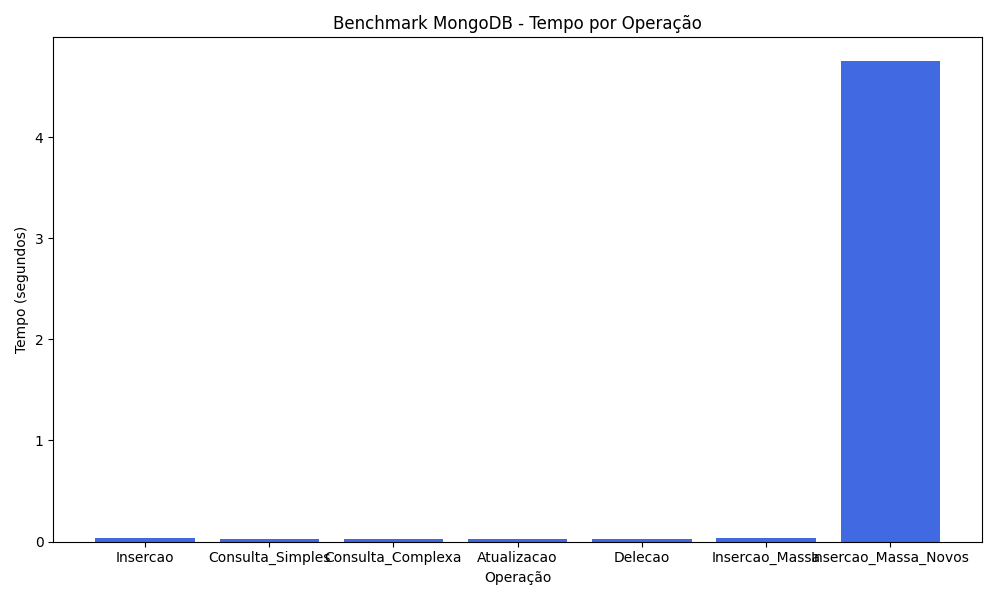 Benchmark MongoDB - Tempo por Operação
Tempo (segundos)
4
3
2
1
0
Insercao Consulta_Simples Consulta_Complexa Atualizacao Delecao Insercao_Massa Insercao_Massa_Novos
Operação